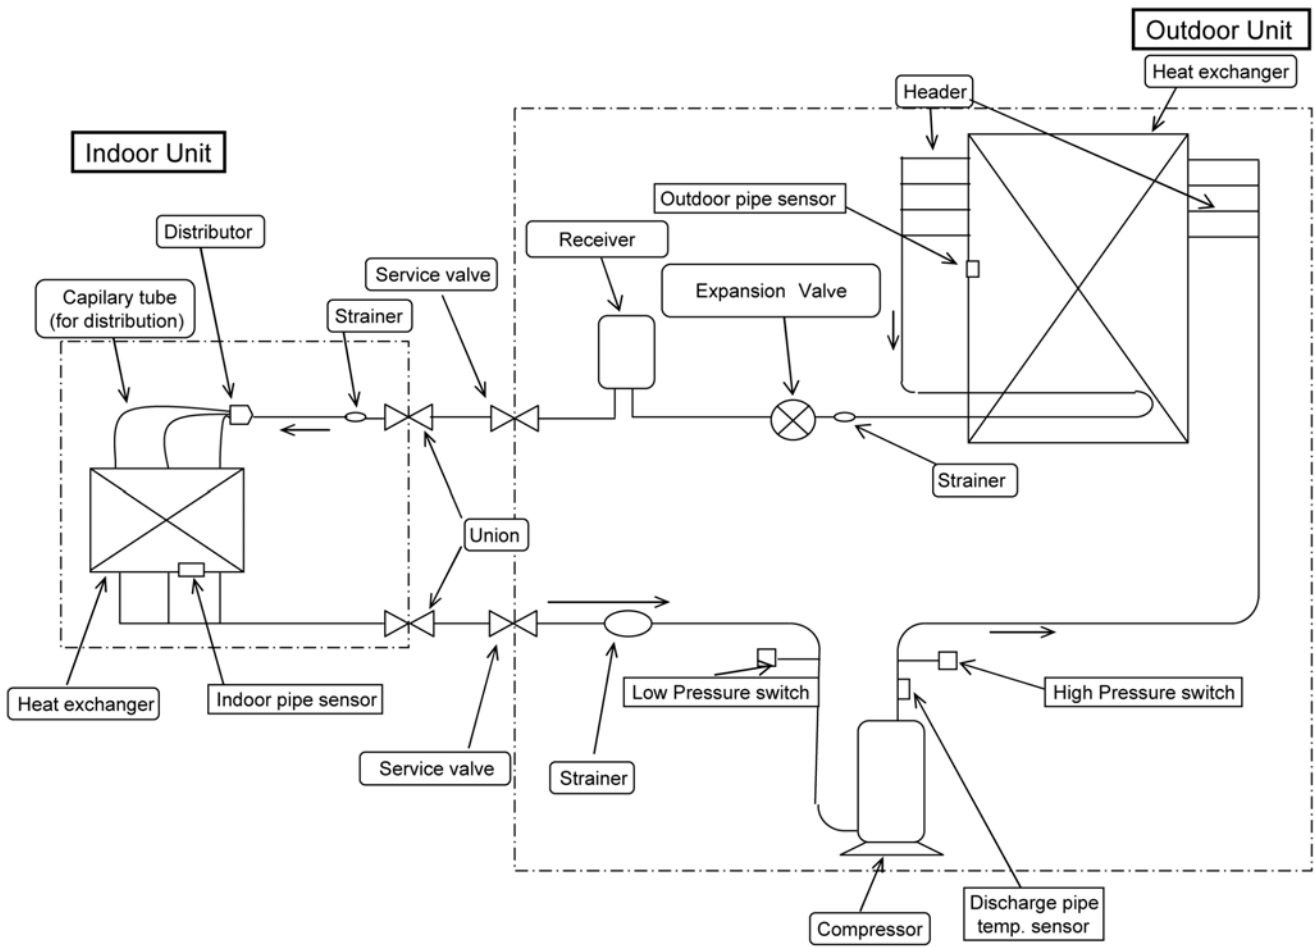 Outdoor Unit
Heat exchanger
Header
Indoor Unit
Outdoor pipe sensor
Distributor
Receiver
Service valve
Capilary tube
(for distribution)
Expansion Valve
Strainer
Strainer
Union
Heat exchanger
Indoor pipe sensor
Low Pressure switch
High Pressure switch
Service valve
Strainer
Discharge pipe
temp. sensor
Compressor